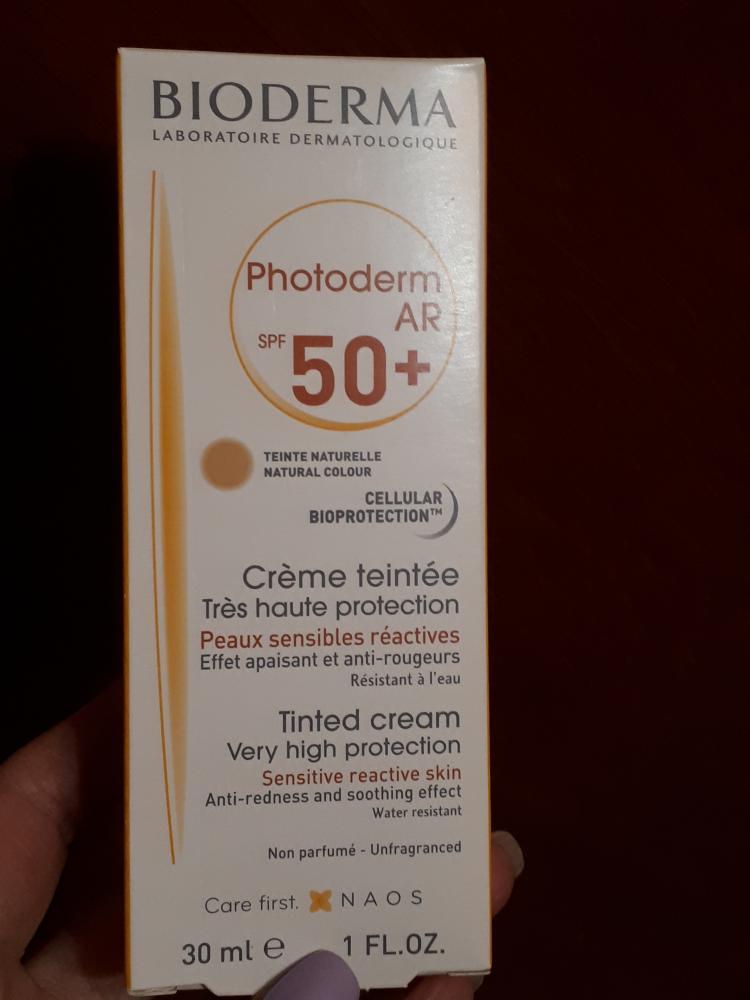 BIODERMA
LABORATOIRE DERMATOLOGIQUE
Photoderm
AR
SPF 50+
TEINTE NATURELLE
NATURAL COLOUR
CELLULAR
BIOPROTECTION™
Crème teintée
Très haute protection
Peaux sensibles réactives
Effet apaisant et anti-rougeurs
Résistant à l'eau
Tinted cream
Very high protection
Sensitive reactive skin
Anti-redness and soothing effect
Water resistant
Non parfumé - Unfragranced
Care first. NAOS
30 ml ℮ 1 FL.OZ.